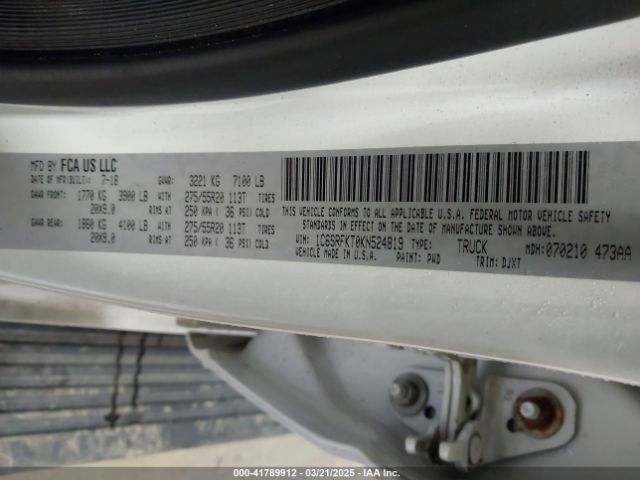 MFD BY FCA US LLC
DATE OF MFR/BUILT: 7-18 GVWR: 3221 KG 7100 LB
GAWR FRONT: 1770 KG 3900 LB WITH 275/55R20 113T TIRES
20X9.0 RIMS AT 250 KPA ( 36 PSI) COLD
GAWR REAR: 1860 KG 4100 LB WITH 275/55R20 113T TIRES
20X9.0 RIMS AT 250 KPA ( 36 PSI) COLD
THIS VEHICLE CONFORMS TO ALL APPLICABLE U.S.A. FEDERAL MOTOR VEHICLE SAFETY
STANDARDS IN EFFECT ON THE DATE OF MANUFACTURE SHOWN ABOVE.
VIN: 1C6SRFKT0KN524819 TYPE: TRUCK MDH: 070210 473AA
VEHICLE MADE IN U.S.A. PAINT: PWD TRIM: DJXT
000-41789912 - 03/21/2025 - IAA Inc.